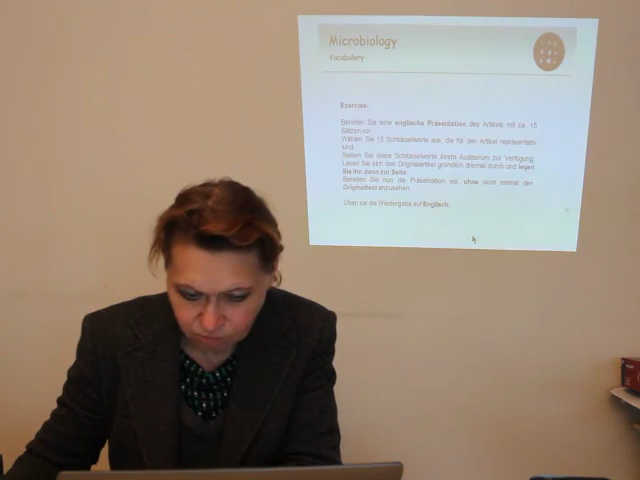 Microbiology
Vocabulary
Exercise:
Bereiten Sie eine englische Präsentation des Artikels mit ca. 15
Sätzen vor.
Wählen Sie 15 Schlüsselworte aus, die für den Artikel repräsentativ
sind.
Stellen Sie diese Schlüsselworte Ihrem Auditorium zur Verfügung.
Lesen Sie sich den Originalartikel gründlich dreimal durch und legen
Sie ihn dann zur Seite.
Bereiten Sie nun die Präsentation vor, ohne noch einmal den
Originaltext anzusehen.
Üben sie die Wiedergabe auf Englisch.